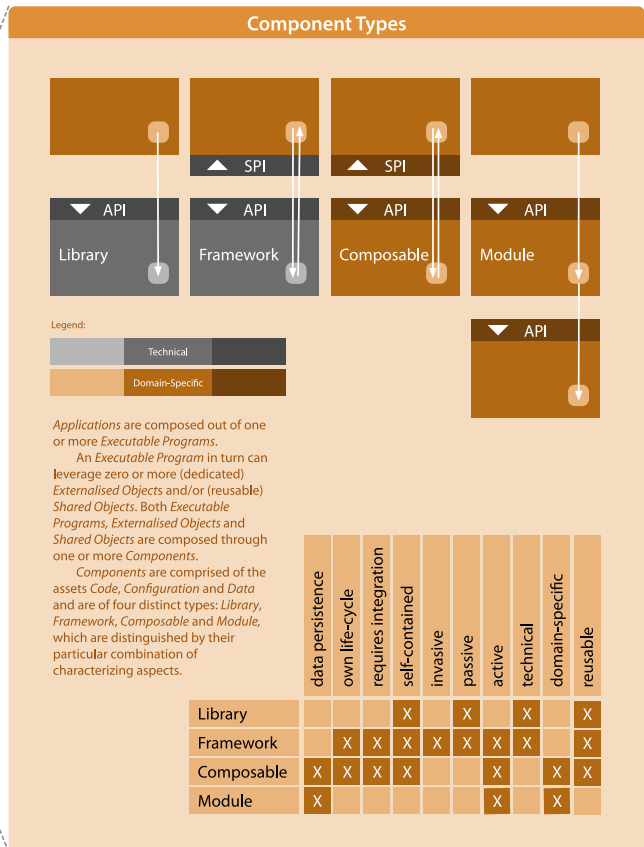 Component Types
SPI
SPI
API
API
API
API
Library
Framework
Composable
Module
API
Legend:
Technical
Domain-Specific
Applications are composed out of one
or more Executable Programs.
An Executable Program in turn can
leverage zero or more (dedicated)
Externalised Objects and/or (reusable)
Shared Objects. Both Executable
Programs, Externalised Objects and
Shared Objects are composed through
one or more Components.
Components are comprised of the
assets Code, Configuration and Data
and are of four distinct types: Library,
Framework, Composable and Module,
which are distinguished by their
particular combination of
characterizing aspects.
data persistence
own life-cycle
requires integration
self-contained
invasive
passive
active
technical
domain-specific
reusable
Library X X X X
Framework X X X X X X X X
Composable X X X X X X X
Module X X X